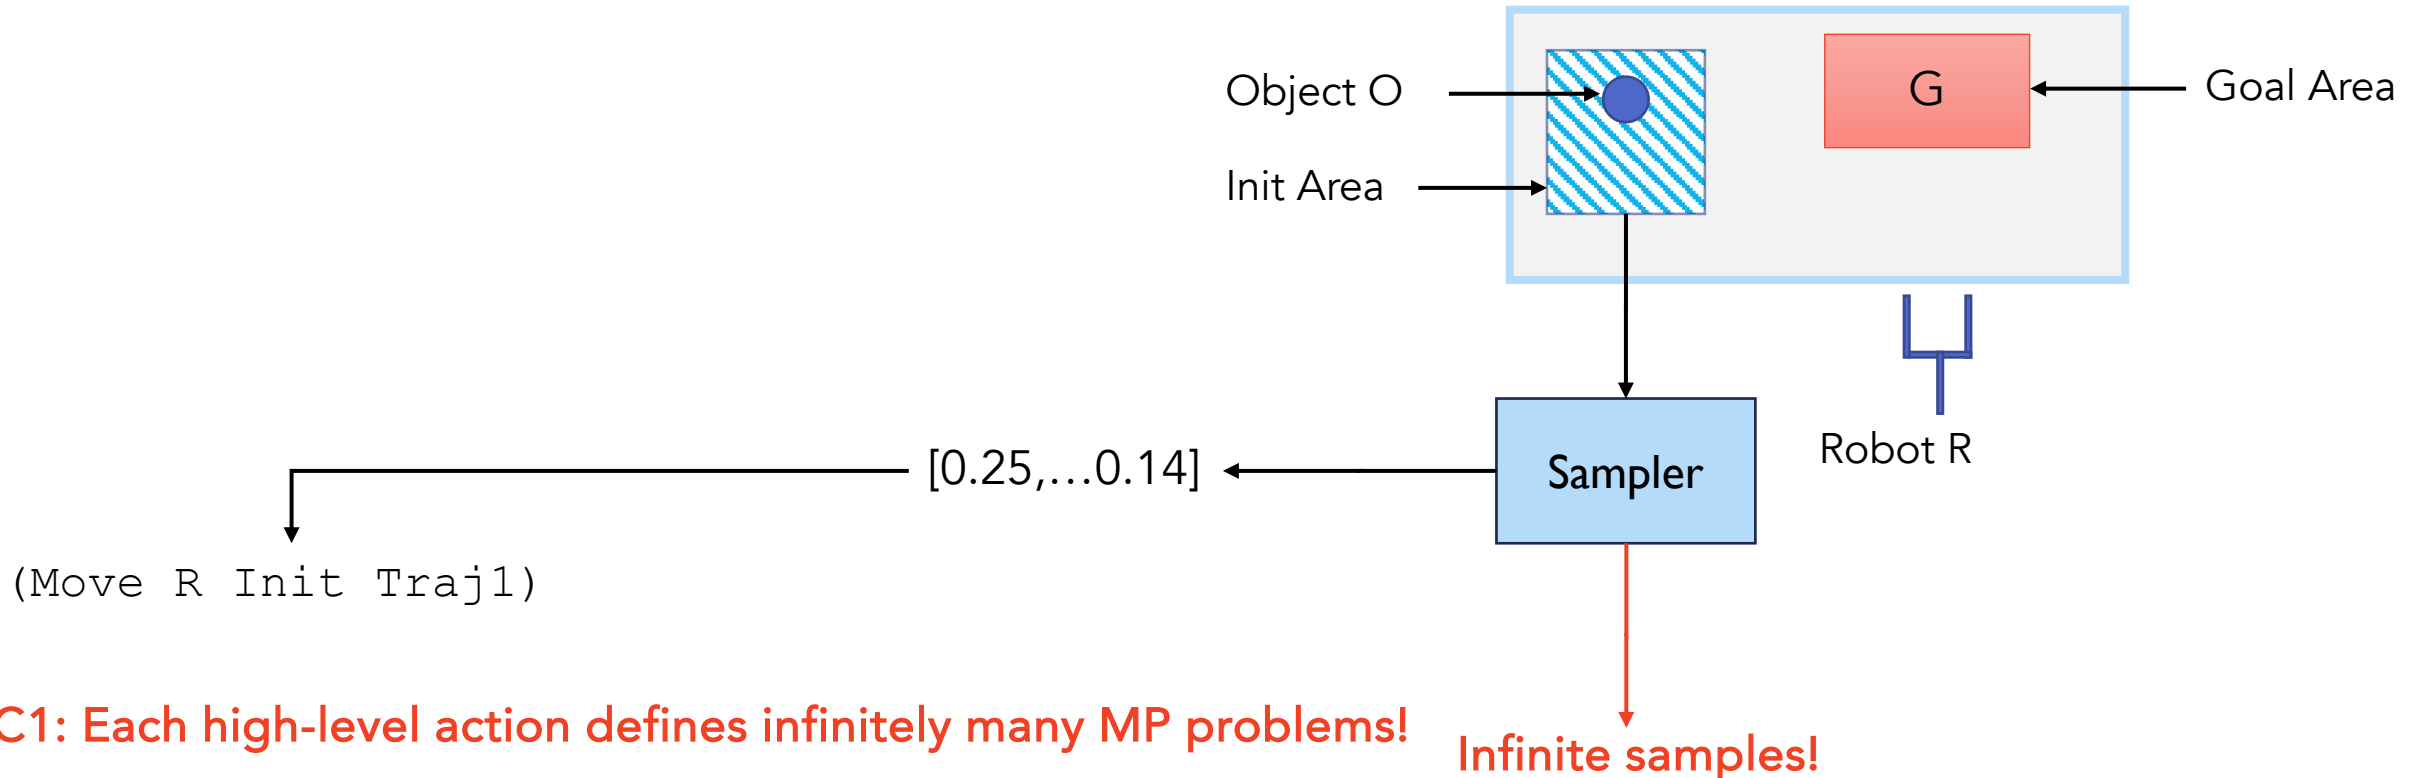 Object O
G
Goal Area
Init Area
Robot R
[0.25,…0.14]
Sampler
(Move R Init Traj1)
C1: Each high-level action defines infinitely many MP problems!
Infinite samples!